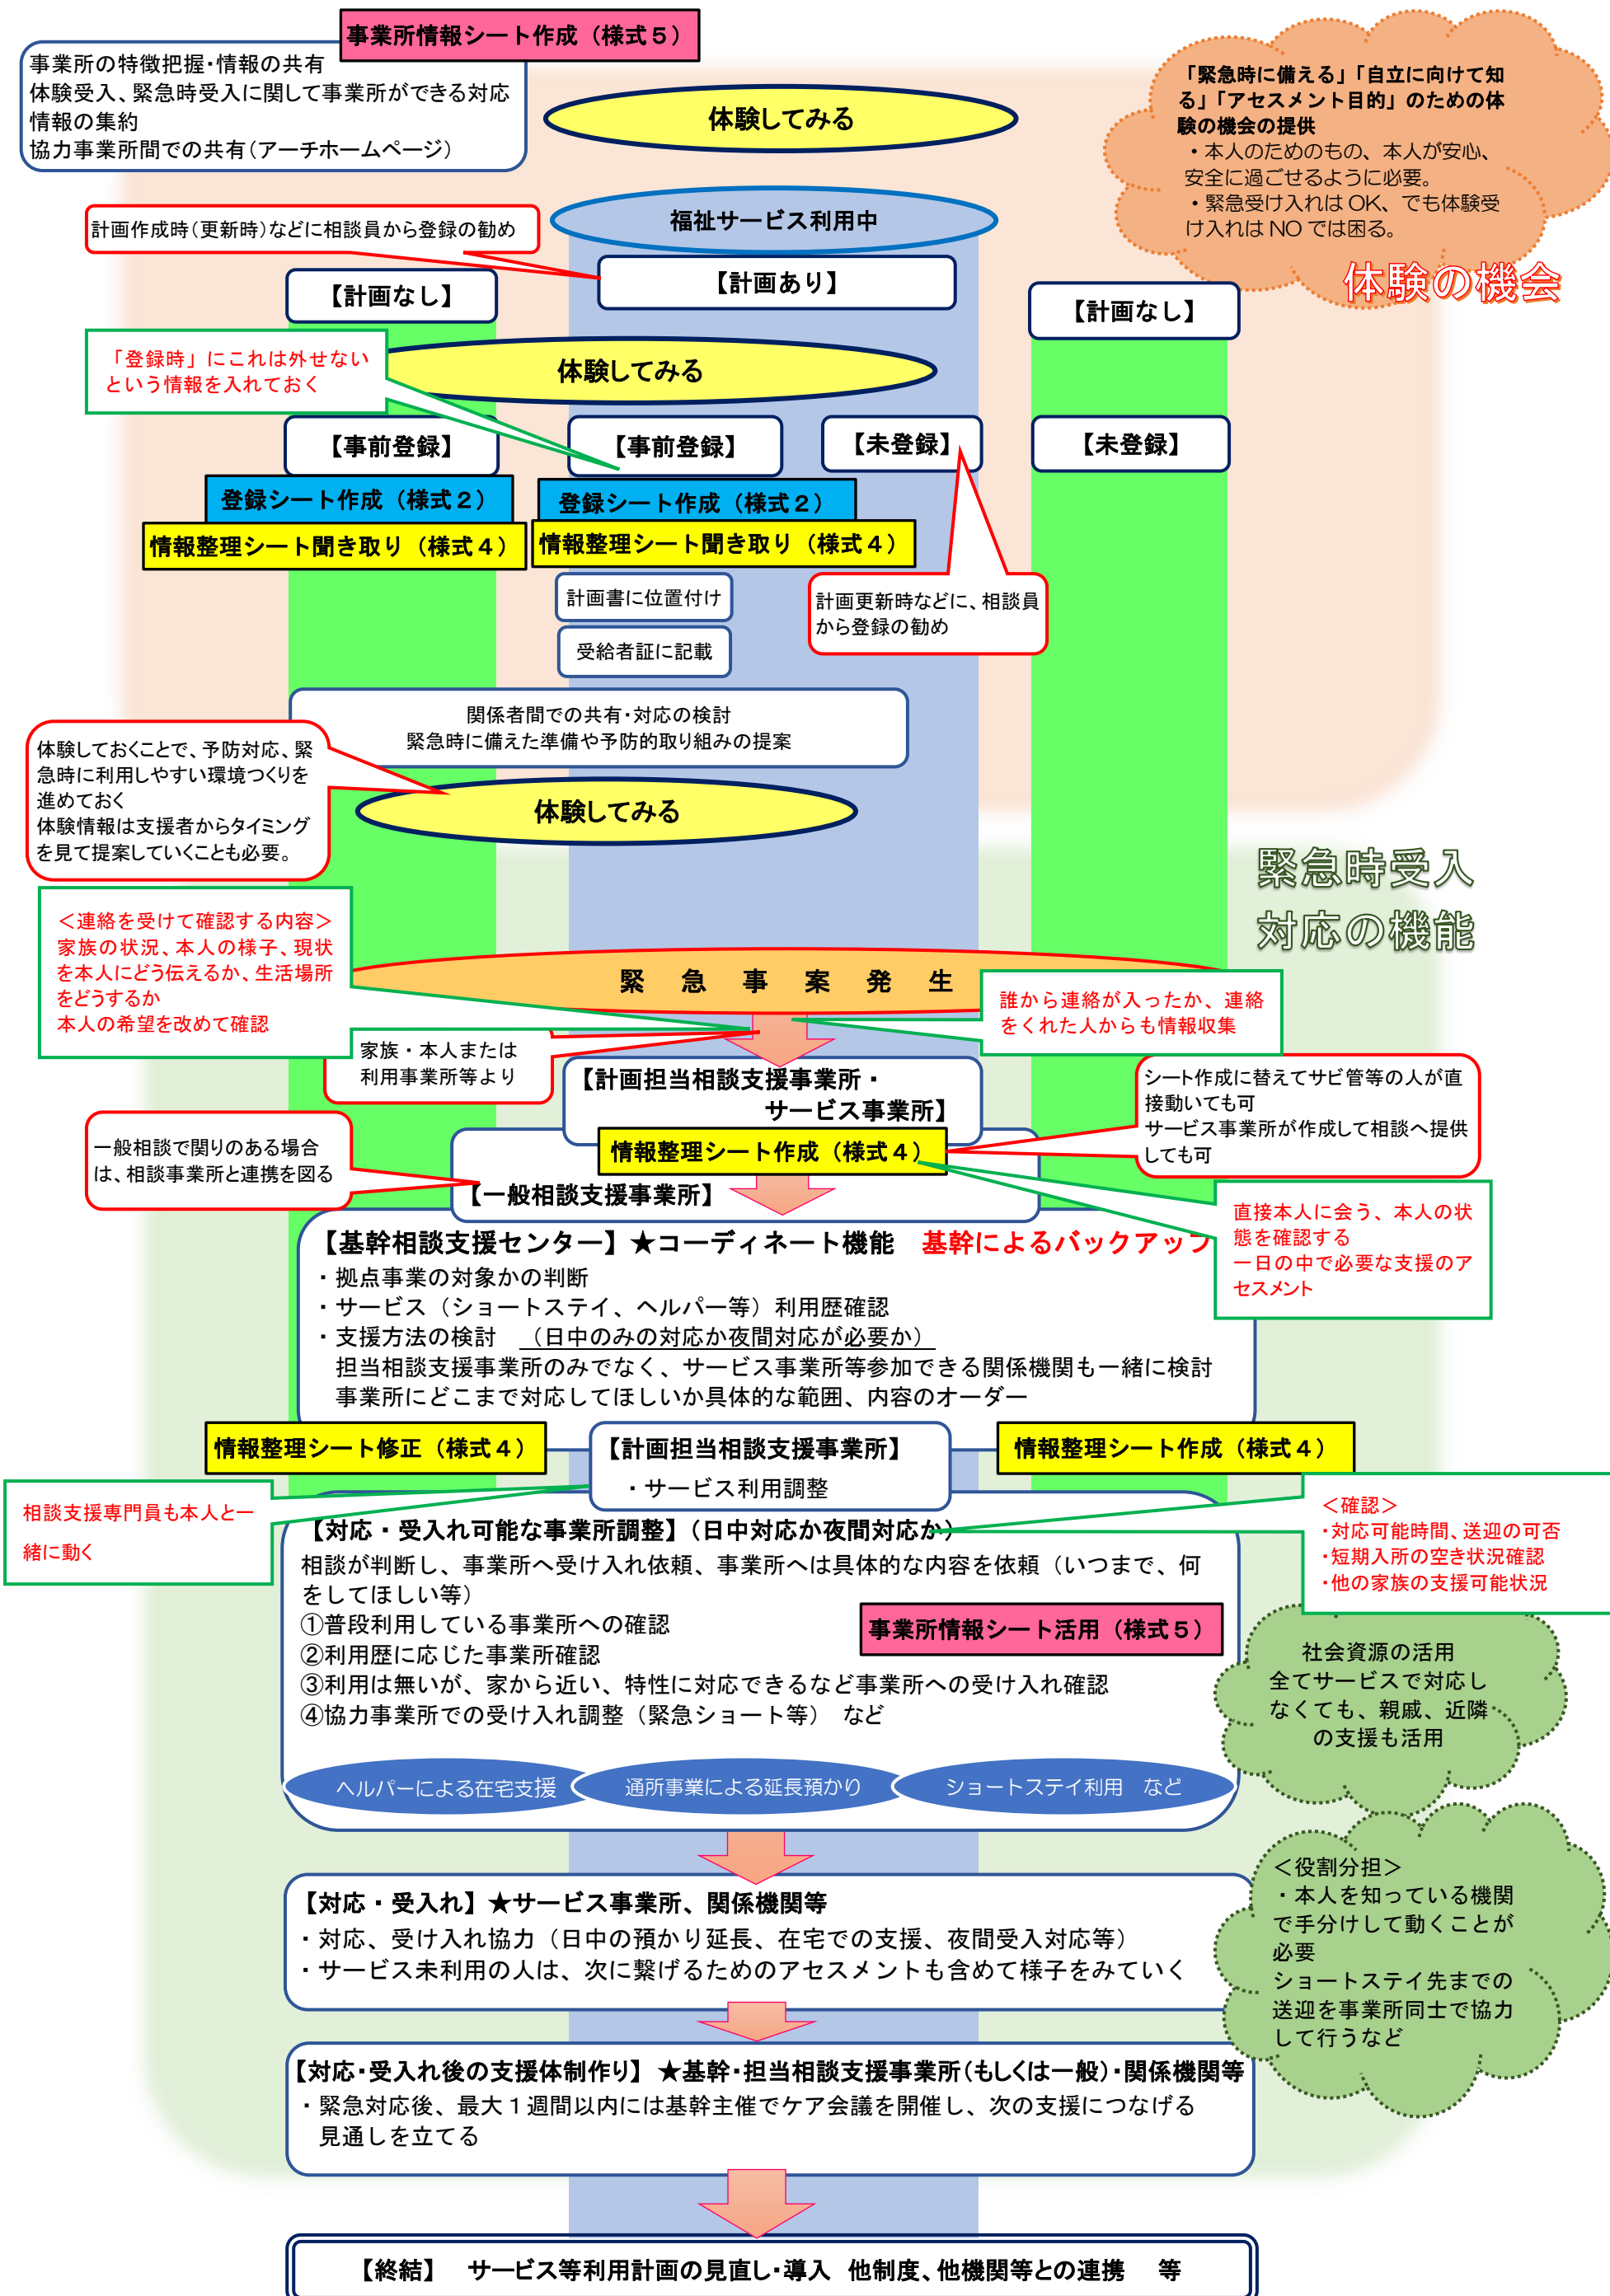 事業所情報シート作成（様式５）
事業所の特徴把握・情報の共有
体験受入、緊急時受入に関して事業所ができる対応
情報の集約
協力事業所間での共有（アーチホームページ）
体験してみる
「緊急時に備える」「自立に向けて知
る」「アセスメント目的」のための体
験の機会の提供
・本人のためのもの、本人が安心、
安全に過ごせるように必要。
・緊急受け入れは OK、でも体験受
け入れは NO では困る。
体験の機会
福祉サービス利用中
計画作成時（更新時）などに相談員から登録の勧め
【計画なし】
【計画あり】
【計画なし】
「登録時」にこれは外せない
という情報を入れておく
体験してみる
【事前登録】
【事前登録】
【未登録】
【未登録】
登録シート作成（様式２）
登録シート作成（様式２）
情報整理シート聞き取り（様式４）
情報整理シート聞き取り（様式４）
計画書に位置付け
受給者証に記載
計画更新時などに、相談員
から登録の勧め
関係者間での共有・対応の検討
緊急時に備えた準備や予防的取り組みの提案
体験しておくことで、予防対応、緊
急時に利用しやすい環境つくりを
進めておく
体験情報は支援者からタイミング
を見て提案していくことも必要。
体験してみる
緊急時受入
対応の機能
＜連絡を受けて確認する内容＞
家族の状況、本人の様子、現状
を本人にどう伝えるか、生活場所
をどうするか
本人の希望を改めて確認
緊 急 事 案 発 生
誰から連絡が入ったか、連絡
をくれた人からも情報収集
家族・本人または
利用事業所等より
【計画担当相談支援事業所・
サービス事業所】
シート作成に替えてサビ管等の人が直
接動いても可
サービス事業所が作成して相談へ提供
しても可
一般相談で関りのある場合
は、相談事業所と連携を図る
情報整理シート作成（様式４）
【一般相談支援事業所】
直接本人に会う、本人の状
態を確認する
一日の中で必要な支援のア
セスメント
【基幹相談支援センター】★コーディネート機能　基幹によるバックアップ
・拠点事業の対象かの判断
・サービス（ショートステイ、ヘルパー等）利用歴確認
・支援方法の検討　（日中のみの対応か夜間対応が必要か）
担当相談支援事業所のみでなく、サービス事業所等参加できる関係機関も一緒に検討
事業所にどこまで対応してほしいか具体的な範囲、内容のオーダー
情報整理シート修正（様式４）
【計画担当相談支援事業所】
・サービス利用調整
情報整理シート作成（様式４）
相談支援専門員も本人と一
緒に動く
＜確認＞
・対応可能時間、送迎の可否
・短期入所の空き状況確認
・他の家族の支援可能状況
【対応・受入れ可能な事業所調整】（日中対応か夜間対応か）
相談が判断し、事業所へ受け入れ依頼、事業所へは具体的な内容を依頼（いつまで、何
をしてほしい等）
①普段利用している事業所への確認
②利用歴に応じた事業所確認
③利用は無いが、家から近い、特性に対応できるなど事業所への受け入れ確認
④協力事業所での受け入れ調整（緊急ショート等）　など
事業所情報シート活用（様式５）
社会資源の活用
全てサービスで対応し
なくても、親戚、近隣
の支援も活用
ヘルパーによる在宅支援
通所事業による延長預かり
ショートステイ利用　など
【対応・受入れ】★サービス事業所、関係機関等
・対応、受け入れ協力（日中の預かり延長、在宅での支援、夜間受入対応等）
・サービス未利用の人は、次に繋げるためのアセスメントも含めて様子をみていく
＜役割分担＞
・本人を知っている機関
で手分けして動くことが
必要
ショートステイ先までの
送迎を事業所同士で協力
して行うなど
【対応・受入れ後の支援体制作り】★基幹・担当相談支援事業所（もしくは一般）・関係機関等
・緊急対応後、最大１週間以内には基幹主催でケア会議を開催し、次の支援につなげる
見通しを立てる
【終結】　サービス等利用計画の見直し・導入　他制度、他機関等との連携　等